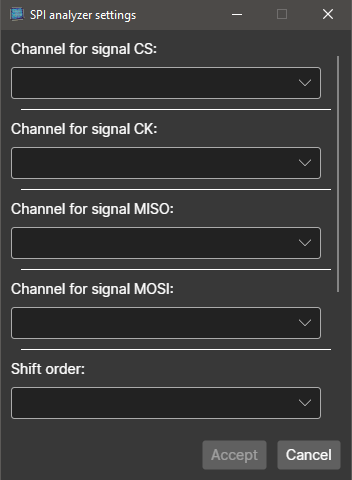 SPI analyzer settings
Channel for signal CS:
Channel for signal CK:
Channel for signal MISO:
Channel for signal MOSI:
Shift order:
Accept
Cancel